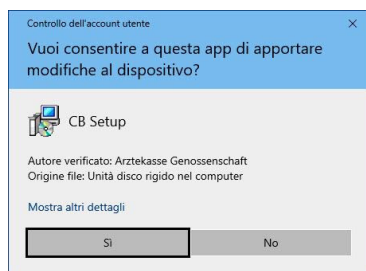 Controllo dell'account utente
Vuoi consentire a questa app di apportare
modifiche al dispositivo?
CB Setup
Autore verificato: Arztekasse Genossenschaft
Origine file: Unità disco rigido nel computer
Mostra altri dettagli
Sì
No